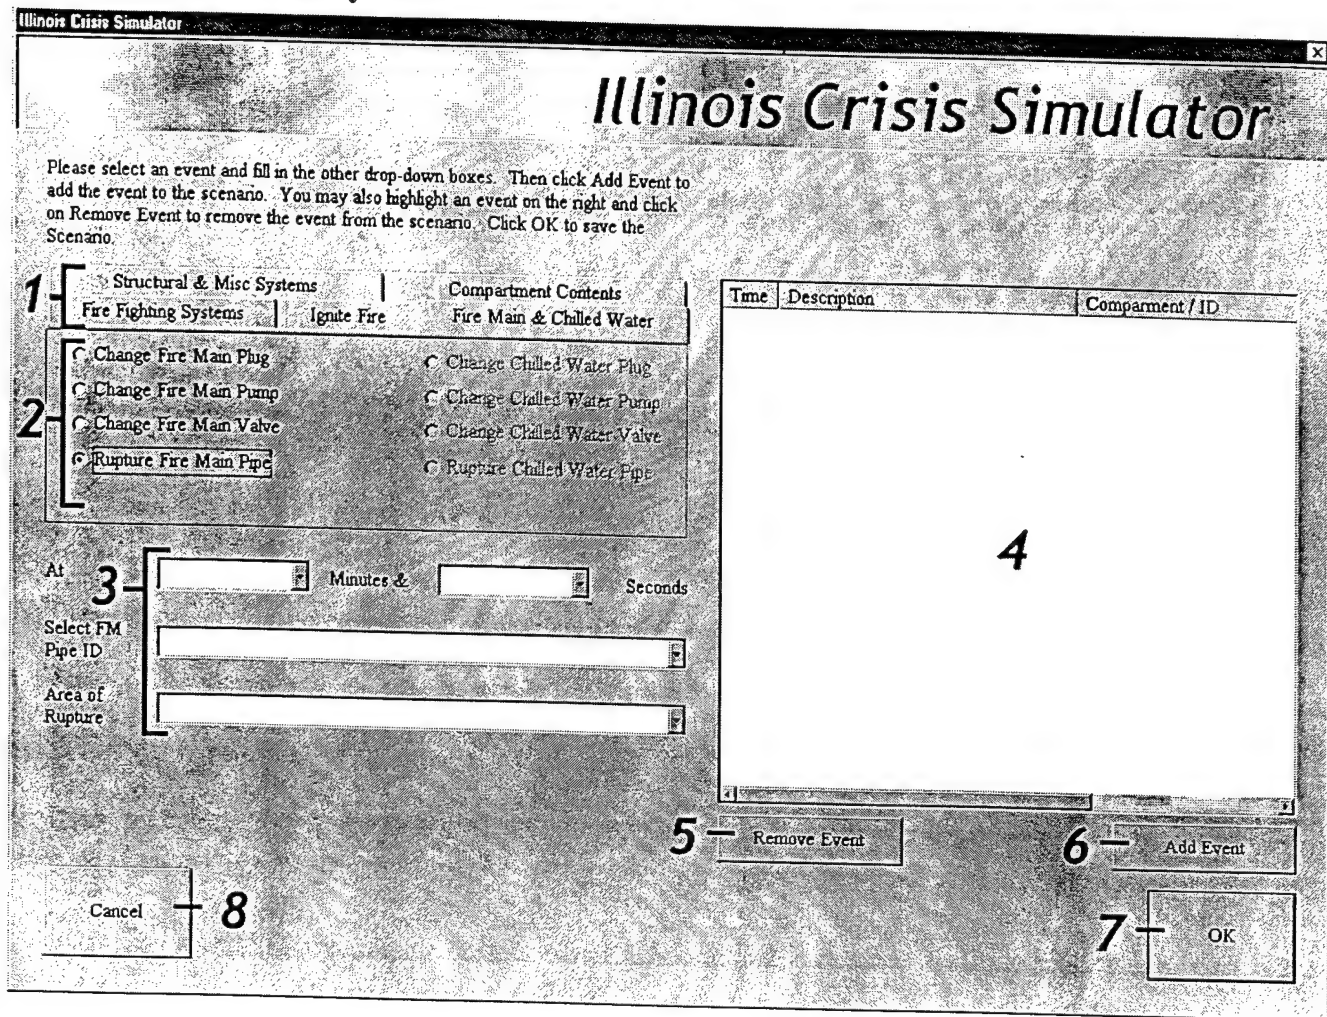 Illinois Crisis Simulator
Illinois Crisis Simulator
Please select an event and fill in the other drop-down boxes. Then click Add Event to
add the event to the scenario. You may also highlight an event on the right and click
on Remove Event to remove the event from the scenario. Click OK to save the
Scenario.
1
Structural & Misc Systems
Compartment Contents
Fire Fighting Systems
Ignite Fire
Fire Main & Chilled Water
2
Change Fire Main Plug
Change Chilled Water Plug
Change Fire Main Pump
Change Chilled Water Pump
Change Fire Main Valve
Change Chilled Water Valve
Rupture Fire Main Pipe
Rupture Chilled Water Pipe
3
At
Minutes &
Seconds
Select FM
Pipe ID
Area of
Rupture
Time
Description
Comparment / ID
4
5
Remove Event
6
Add Event
7
OK
Cancel
8